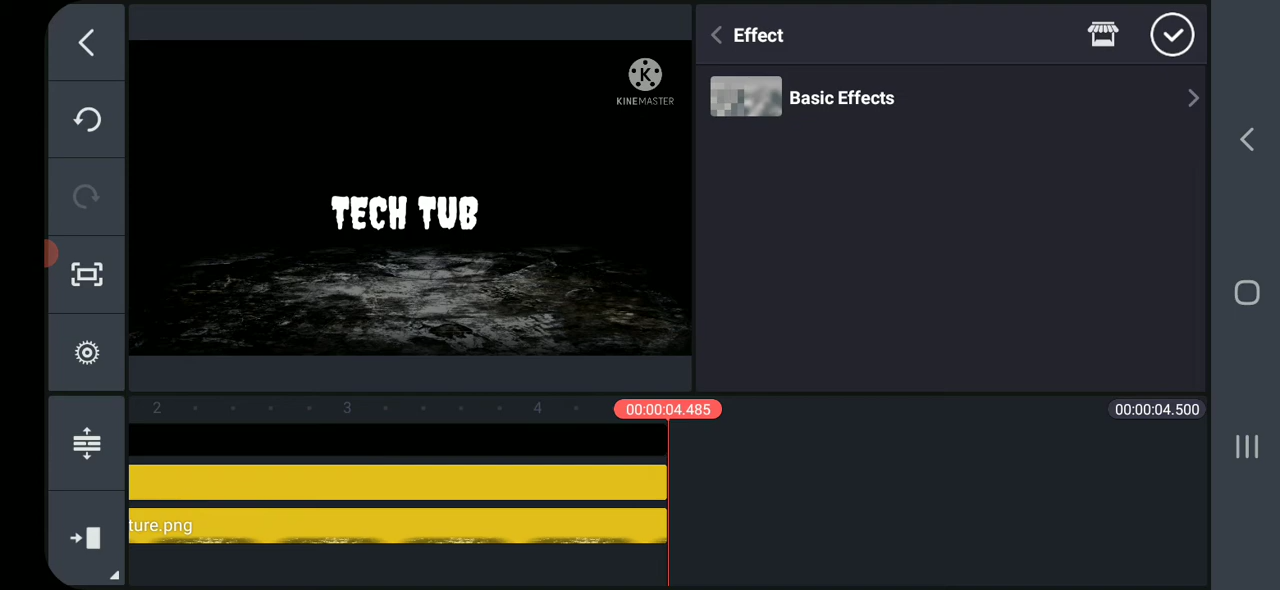 Effect
Basic Effects
K
KINEMASTER
TECH TUB
2
3
4
00:00:04.485
00:00:04.500
ture.png